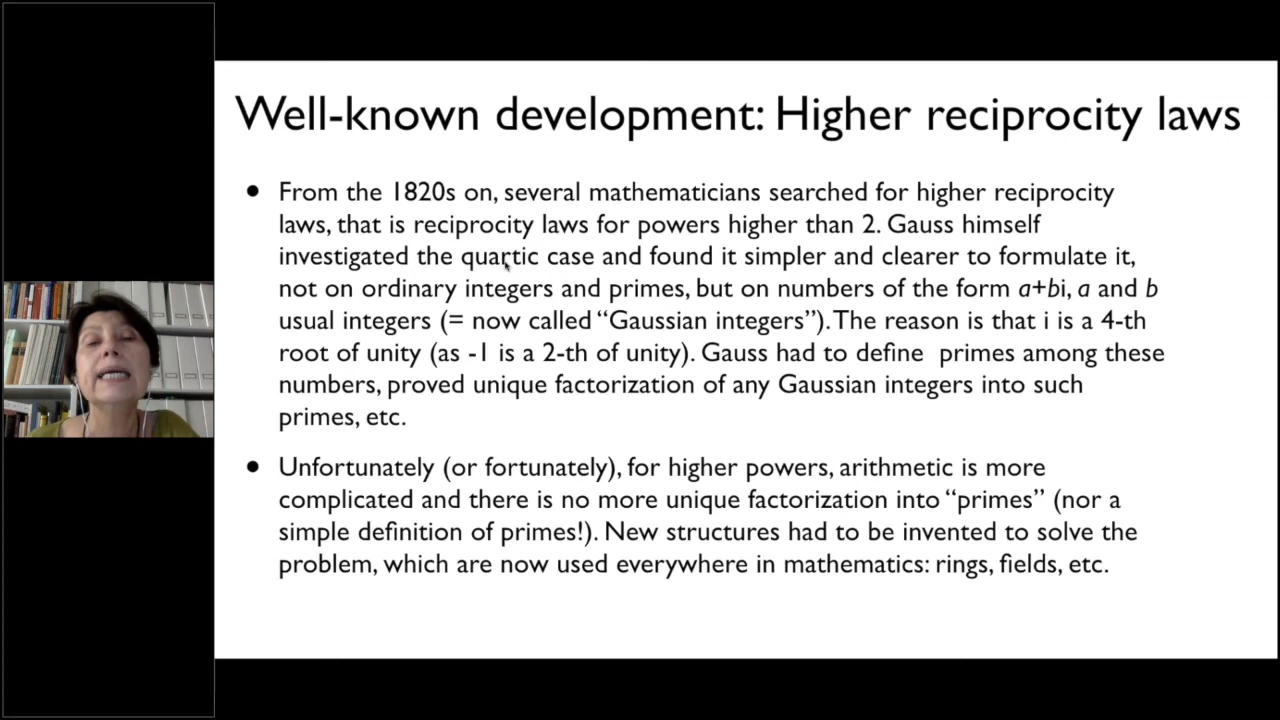 Well-known development: Higher reciprocity laws
• From the 1820s on, several mathematicians searched for higher reciprocity
laws, that is reciprocity laws for powers higher than 2. Gauss himself
investigated the quartic case and found it simpler and clearer to formulate it,
not on ordinary integers and primes, but on numbers of the form a+bi, a and b
usual integers (= now called “Gaussian integers”). The reason is that i is a 4-th
root of unity (as -1 is a 2-th of unity). Gauss had to define  primes among these
numbers, proved unique factorization of any Gaussian integers into such
primes, etc.
• Unfortunately (or fortunately), for higher powers, arithmetic is more
complicated and there is no more unique factorization into “primes” (nor a
simple definition of primes!). New structures had to be invented to solve the
problem, which are now used everywhere in mathematics: rings, fields, etc.